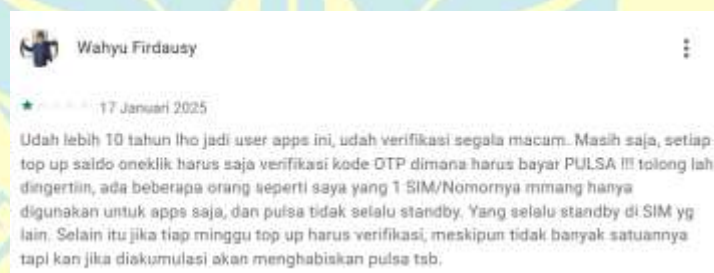 Wahyu Firdausy
17 Januari 2025
Udah lebih 10 tahun lho jadi user apps ini, udah verifikasi segala macam. Masih saja, setiap
top up saldo oneklik harus saja verifikasi kode OTP dimana harus bayar PULSA !!! tolong lah
dingertiin, ada beberapa orang seperti saya yang 1 SIM/Nomornya mmang hanya
digunakan untuk apps saja, dan pulsa tidak selalu standby. Yang selalu standby di SIM yg
lain. Selain itu jika tiap minggu top up harus verifikasi, meskipun tidak banyak satuannya
tapi kan jika diakumulasi akan menghabiskan pulsa tsb.